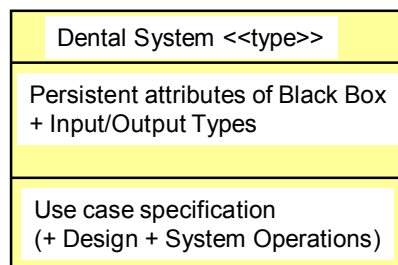 Dental System <<type>>
Persistent attributes of Black Box
+ Input/Output Types
Use case specification
(+ Design + System Operations)